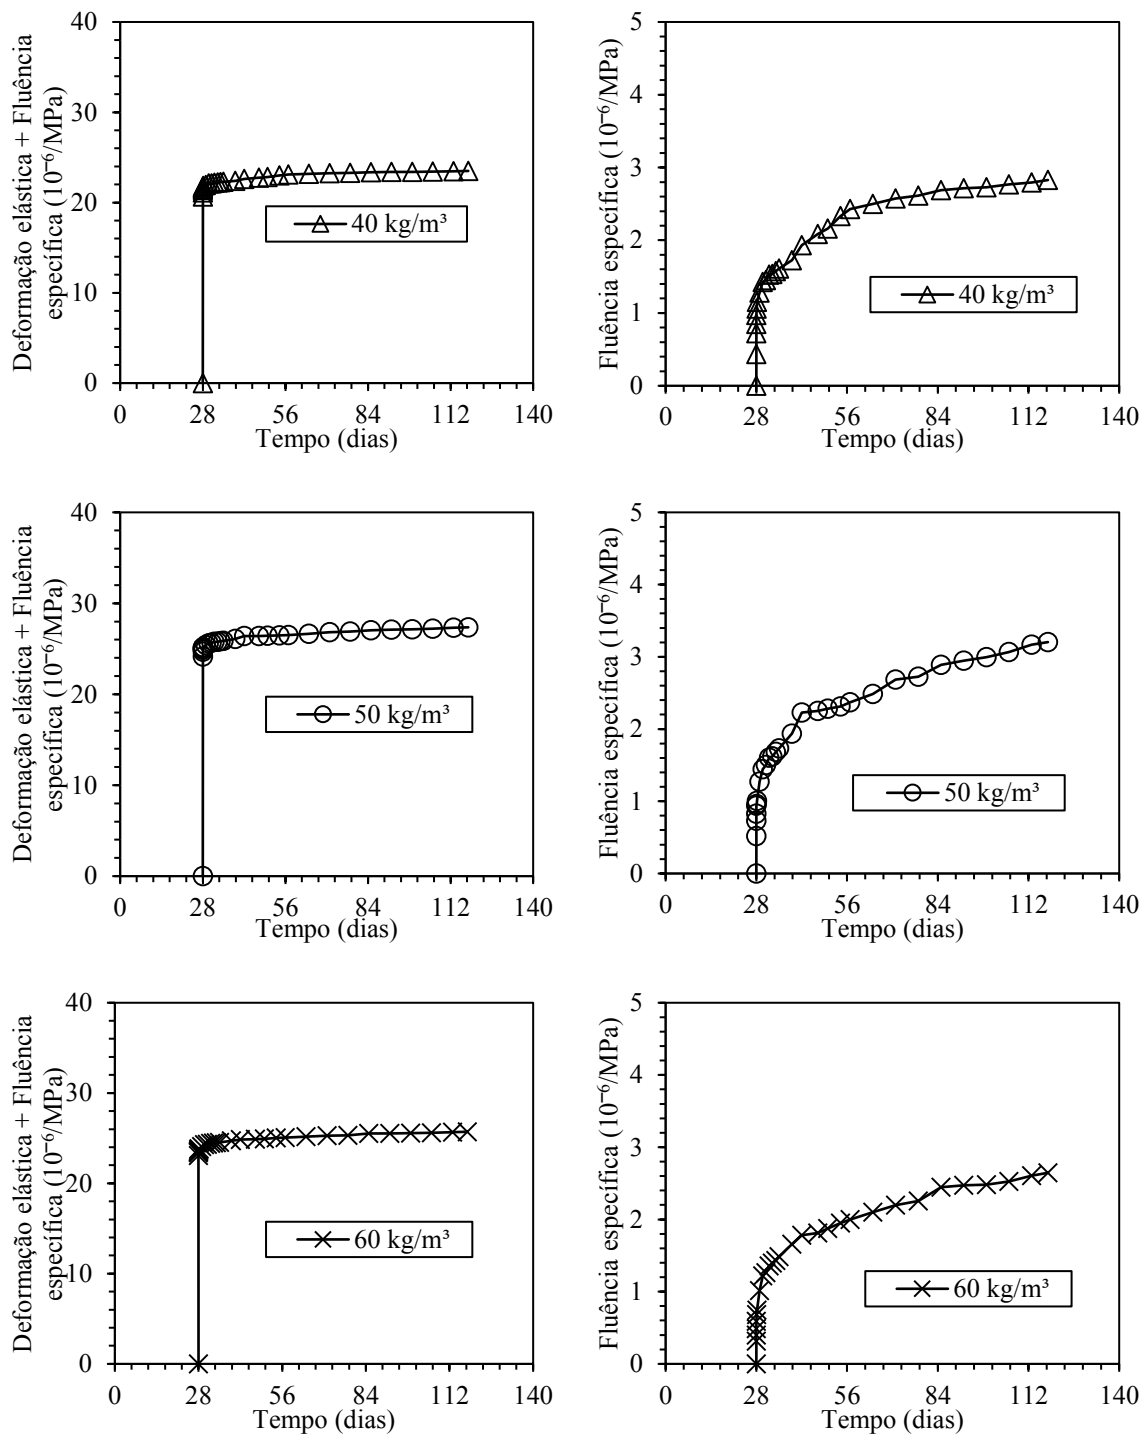 Deformação elástica + Fluência
específica (10⁻⁶/MPa)
40
30
20
10
0
0 28 56 84 112 140
Tempo (dias)
40 kg/m³
Fluência específica (10⁻⁶/MPa)
5
4
3
2
1
0
0 28 56 84 112 140
Tempo (dias)
40 kg/m³
Deformação elástica + Fluência
específica (10⁻⁶/MPa)
40
30
20
10
0
0 28 56 84 112 140
Tempo (dias)
50 kg/m³
Fluência específica (10⁻⁶/MPa)
5
4
3
2
1
0
0 28 56 84 112 140
Tempo (dias)
50 kg/m³
Deformação elástica + Fluência
específica (10⁻⁶/MPa)
40
30
20
10
0
0 28 56 84 112 140
Tempo (dias)
60 kg/m³
Fluência específica (10⁻⁶/MPa)
5
4
3
2
1
0
0 28 56 84 112 140
Tempo (dias)
60 kg/m³